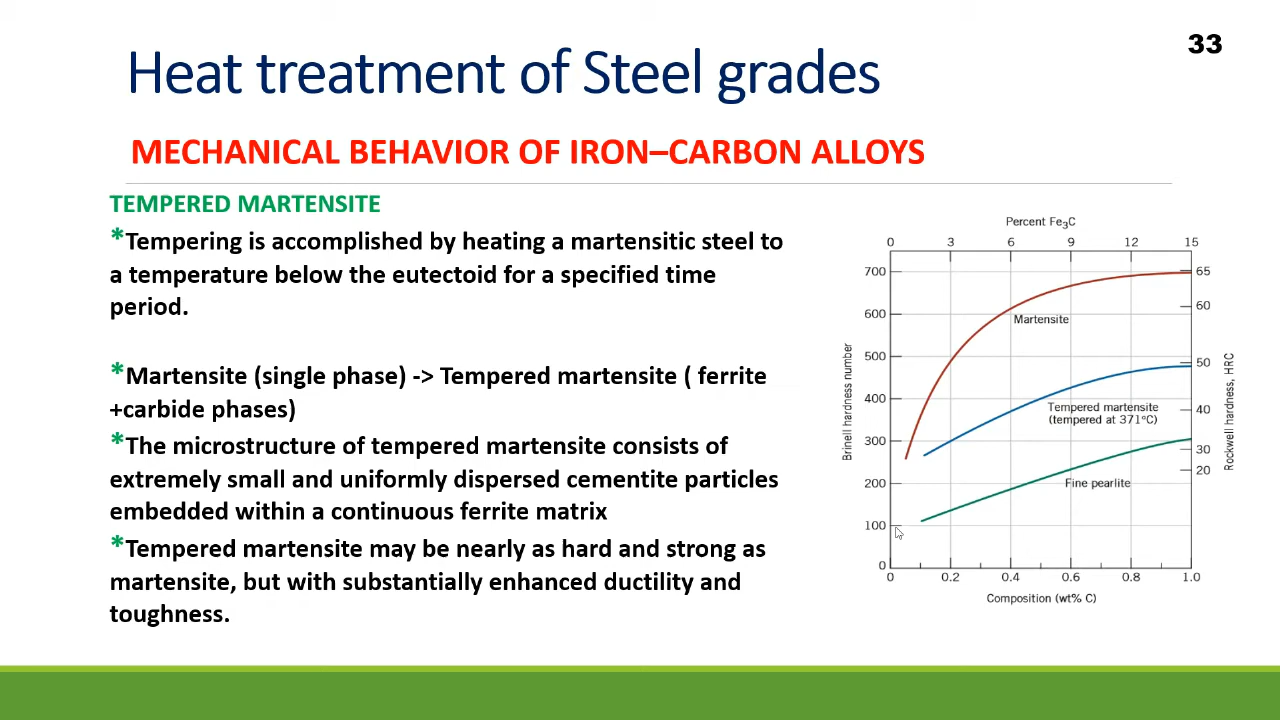 33
Heat treatment of Steel grades
MECHANICAL BEHAVIOR OF IRON–CARBON ALLOYS
TEMPERED MARTENSITE
*Tempering is accomplished by heating a martensitic steel to
a temperature below the eutectoid for a specified time
period.
*Martensite (single phase) -> Tempered martensite ( ferrite
+carbide phases)
*The microstructure of tempered martensite consists of
extremely small and uniformly dispersed cementite particles
embedded within a continuous ferrite matrix
*Tempered martensite may be nearly as hard and strong as
martensite, but with substantially enhanced ductility and
toughness.
Percent Fe₃C
0 3 6 9 12 15
700
600
500
400
300
200
100
0
Brinell hardness number
Martensite
Tempered martensite
(tempered at 371°C)
Fine pearlite
65
60
50
40
30
20
Rockwell hardness, HRC
0 0.2 0.4 0.6 0.8 1.0
Composition (wt% C)